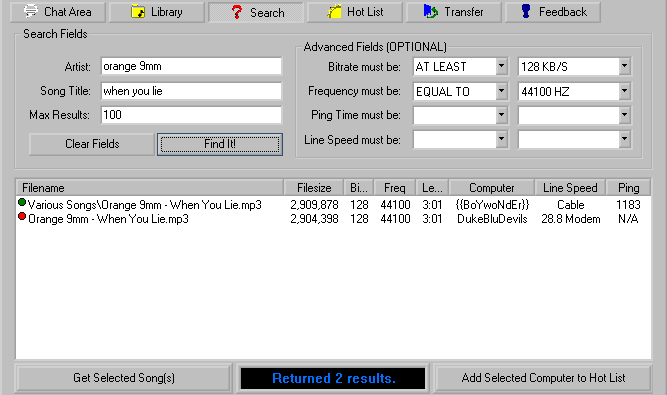 Chat Area Library Search Hot List Transfer Feedback
Search Fields
Artist: orange 9mm
Song Title: when you lie
Max Results: 100
Clear Fields Find It!
Advanced Fields (OPTIONAL)
Bitrate must be: AT LEAST 128 KB/S
Frequency must be: EQUAL TO 44100 HZ
Ping Time must be:
Line Speed must be:
Filename Filesize Bi... Freq Le... Computer Line Speed Ping
Various Songs\Orange 9mm - When You Lie.mp3 2,909,878 128 44100 3:01 {{BoYwoNdEr}} Cable 1183
Orange 9mm - When You Lie.mp3 2,904,398 128 44100 3:01 DukeBluDevils 28.8 Modem N/A
Get Selected Song(s) Returned 2 results. Add Selected Computer to Hot List